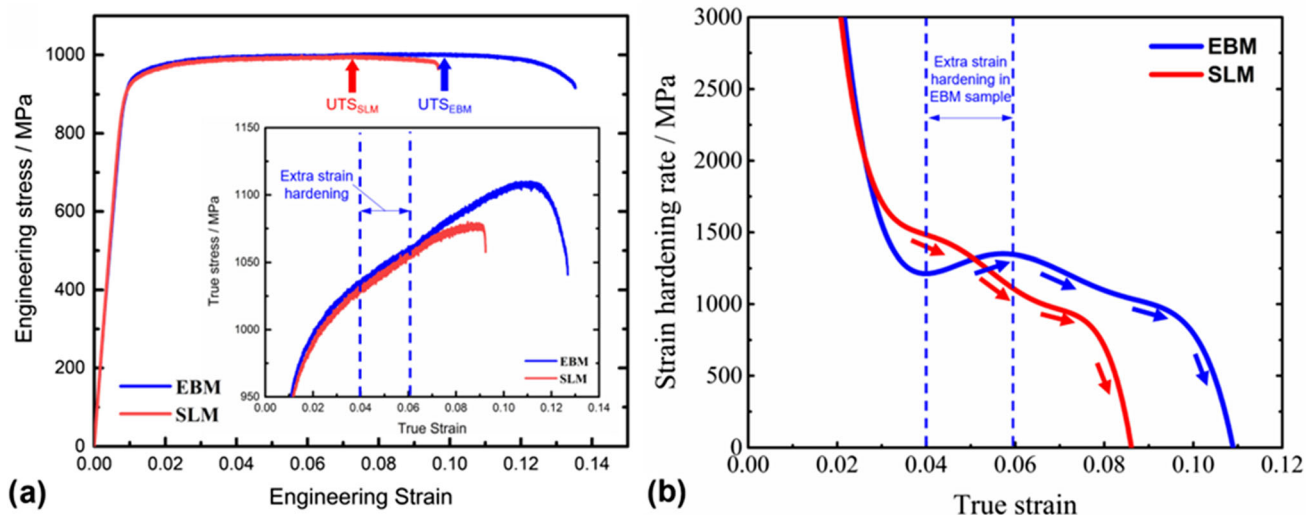 1000
800
600
400
200
0
Engineering stress / MPa
UTSSLM
UTSEBM
1150
1100
1050
1000
950
True stress / MPa
Extra strain
hardening
EBM
SLM
0.00 0.02 0.04 0.06 0.08 0.10 0.12 0.14
True Strain
EBM
SLM
0.00 0.02 0.04 0.06 0.08 0.10 0.12 0.14
Engineering Strain
(a)
3000
2500
2000
1500
1000
500
0
Strain hardening rate / MPa
Extra strain
hardening in
EBM sample
EBM
SLM
0.00 0.02 0.04 0.06 0.08 0.10 0.12
True strain
(b)